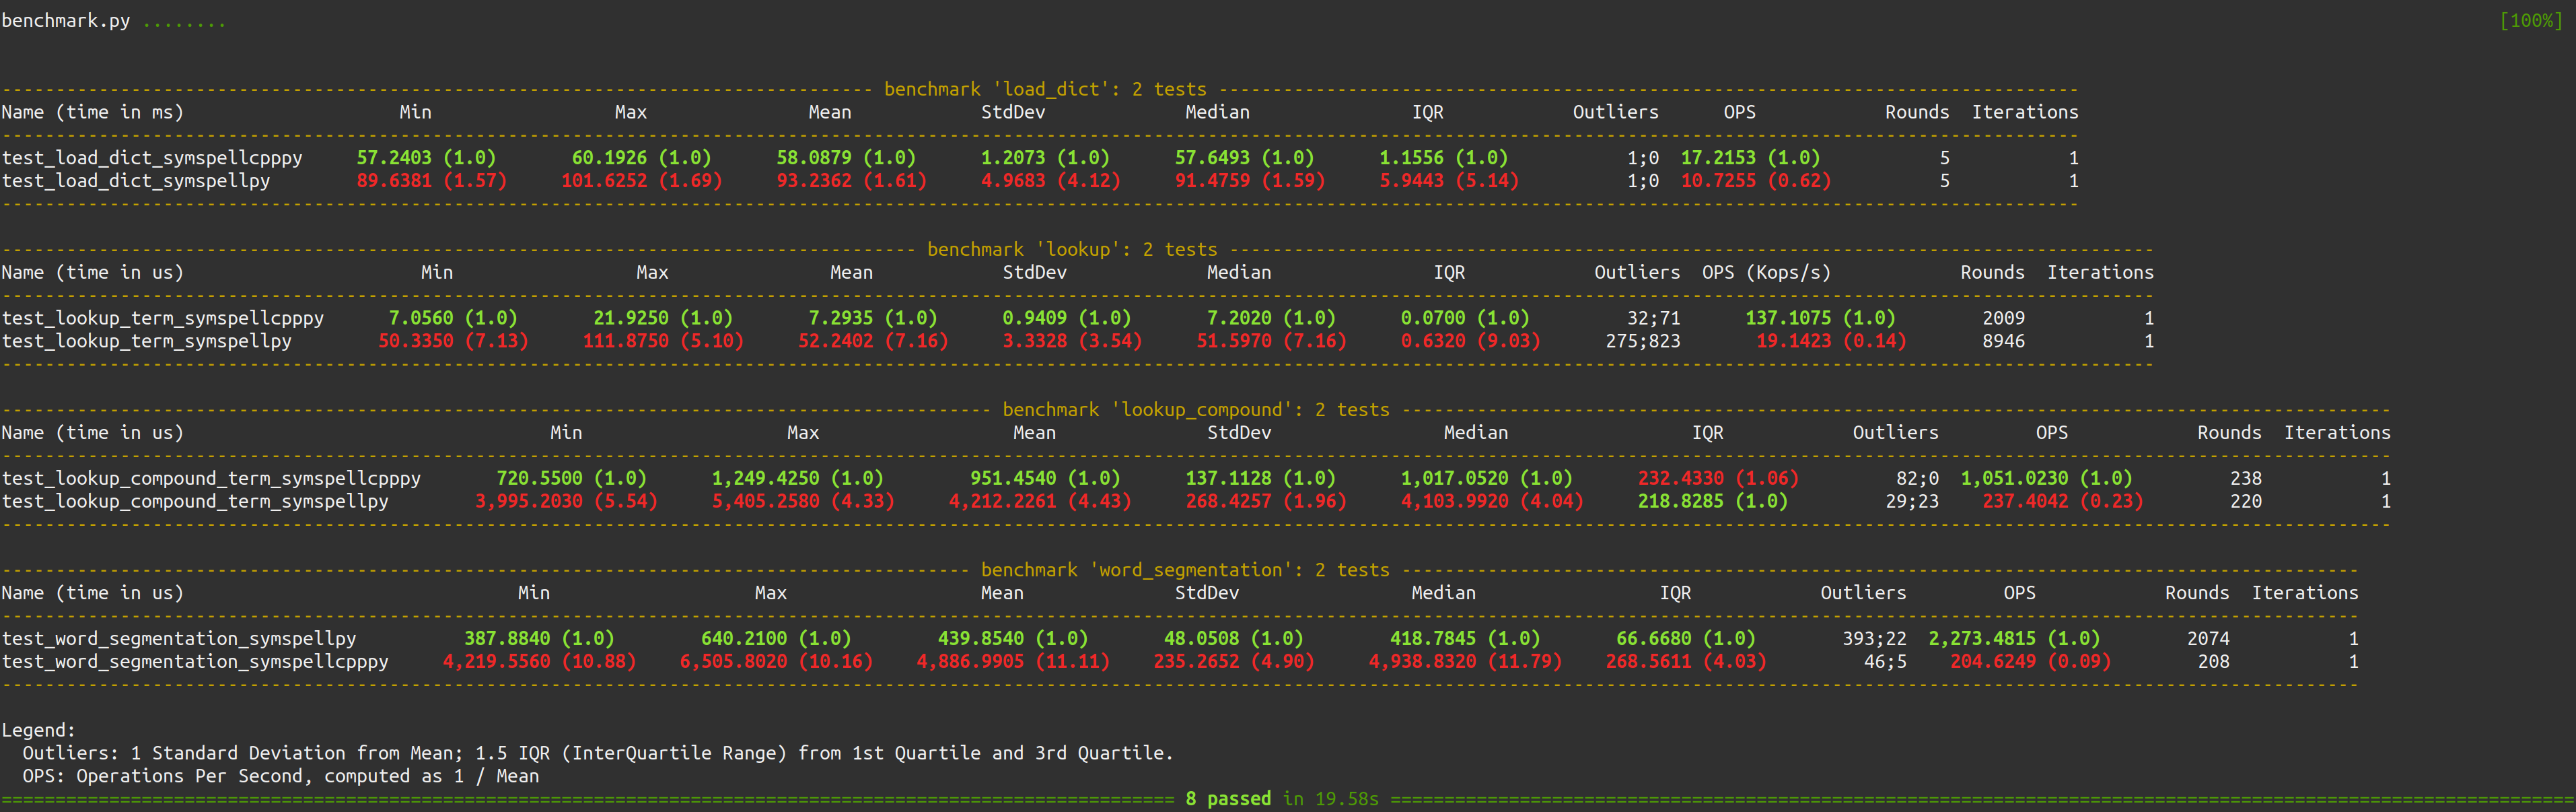 benchmark.py ........ [100%]
benchmark 'load_dict': 2 tests
Name (time in ms) Min Max Mean StdDev Median IQR Outliers OPS Rounds Iterations
test_load_dict_symspellcpppy 57.2403 (1.0) 60.1926 (1.0) 58.0879 (1.0) 1.2073 (1.0) 57.6493 (1.0) 1.1556 (1.0) 1;0 17.2153 (1.0) 5 1
test_load_dict_symspellpy 89.6381 (1.57) 101.6252 (1.69) 93.2362 (1.61) 4.9683 (4.12) 91.4759 (1.59) 5.9443 (5.14) 1;0 10.7255 (0.62) 5 1
benchmark 'lookup': 2 tests
Name (time in us) Min Max Mean StdDev Median IQR Outliers OPS (Kops/s) Rounds Iterations
test_lookup_term_symspellcpppy 7.0560 (1.0) 21.9250 (1.0) 7.2935 (1.0) 0.9409 (1.0) 7.2020 (1.0) 0.0700 (1.0) 32;71 137.1075 (1.0) 2009 1
test_lookup_term_symspellpy 50.3350 (7.13) 111.8750 (5.10) 52.2402 (7.16) 3.3328 (3.54) 51.5970 (7.16) 0.6320 (9.03) 275;823 19.1423 (0.14) 8946 1
benchmark 'lookup_compound': 2 tests
Name (time in us) Min Max Mean StdDev Median IQR Outliers OPS Rounds Iterations
test_lookup_compound_term_symspellcpppy 720.5500 (1.0) 1,249.4250 (1.0) 951.4540 (1.0) 137.1128 (1.0) 1,017.0520 (1.0) 232.4330 (1.06) 82;0 1,051.0230 (1.0) 238 1
test_lookup_compound_term_symspellpy 3,995.2030 (5.54) 5,405.2580 (4.33) 4,212.2261 (4.43) 268.4257 (1.96) 4,103.9920 (4.04) 218.8285 (1.0) 29;23 237.4042 (0.23) 220 1
benchmark 'word_segmentation': 2 tests
Name (time in us) Min Max Mean StdDev Median IQR Outliers OPS Rounds Iterations
test_word_segmentation_symspellpy 387.8840 (1.0) 640.2100 (1.0) 439.8540 (1.0) 48.0508 (1.0) 418.7845 (1.0) 66.6680 (1.0) 393;22 2,273.4815 (1.0) 2074 1
test_word_segmentation_symspellcpppy 4,219.5560 (10.88) 6,505.8020 (10.16) 4,886.9905 (11.11) 235.2652 (4.90) 4,938.8320 (11.79) 268.5611 (4.03) 46;5 204.6249 (0.09) 208 1
Legend:
Outliers: 1 Standard Deviation from Mean; 1.5 IQR (InterQuartile Range) from 1st Quartile and 3rd Quartile.
OPS: Operations Per Second, computed as 1 / Mean
8 passed in 19.58s